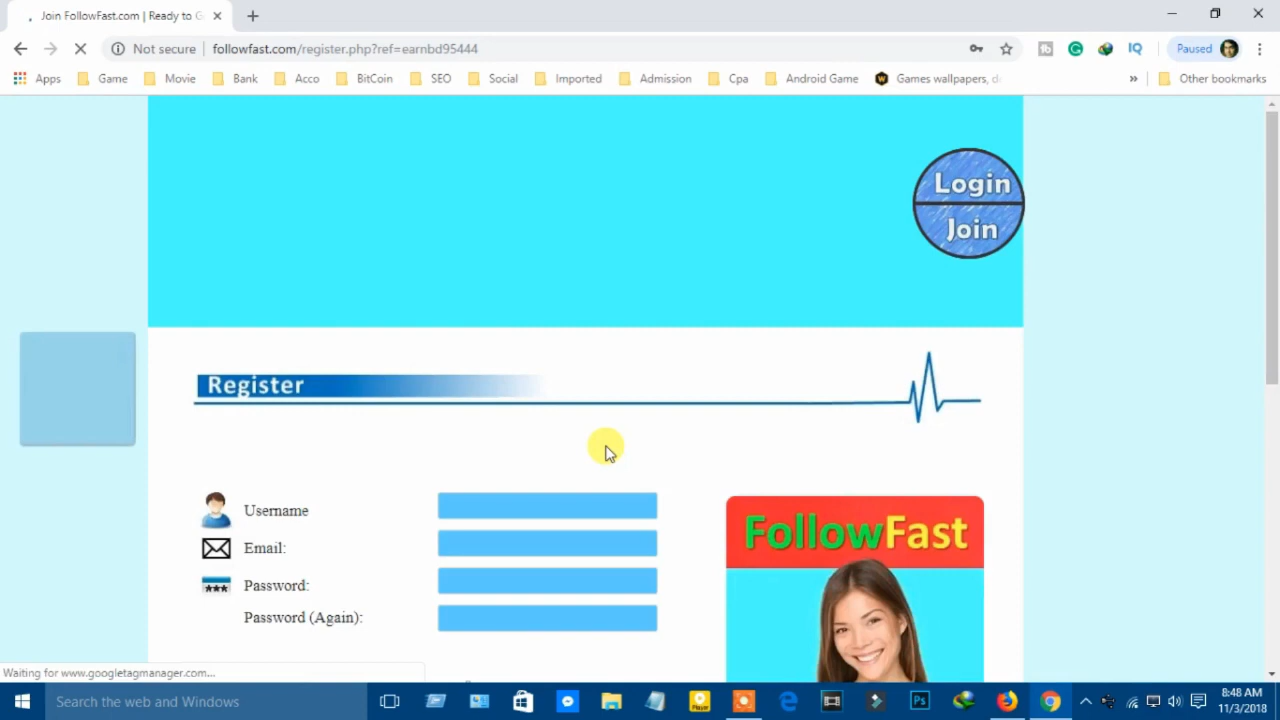 Join FollowFast.com | Ready to G
Not secure
followfast.com/register.php?ref=earnbd95444
Paused
Apps
Game
Movie
Bank
Acco
BitCoin
SEO
Social
Imported
Admission
Cpa
Android Game
Games wallpapers, d
Other bookmarks
Login
Join
Register
Username
Email:
Password:
Password (Again):
FollowFast
Waiting for www.googletagmanager.com...
Search the web and Windows
8:48 AM
11/3/2018